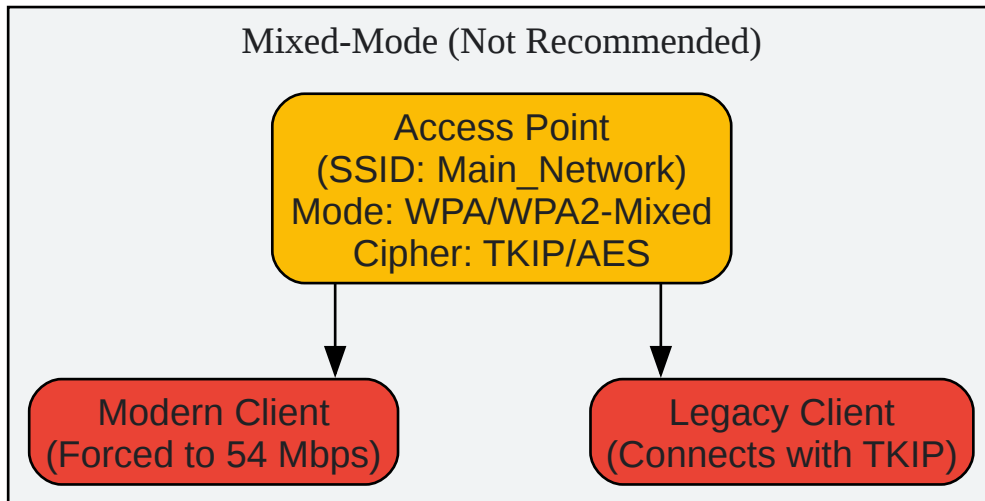 Mixed-Mode (Not Recommended)
Access Point
(SSID: Main_Network)
Mode: WPA/WPA2-Mixed
Cipher: TKIP/AES
Modern Client
(Forced to 54 Mbps)
Legacy Client
(Connects with TKIP)